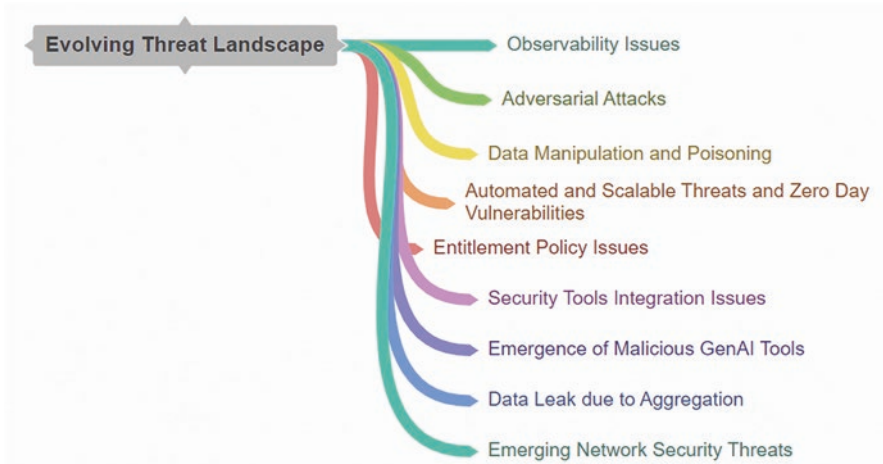 Evolving Threat Landscape
Observability Issues
Adversarial Attacks
Data Manipulation and Poisoning
Automated and Scalable Threats and Zero Day
Vulnerabilities
Entitlement Policy Issues
Security Tools Integration Issues
Emergence of Malicious GenAI Tools
Data Leak due to Aggregation
Emerging Network Security Threats